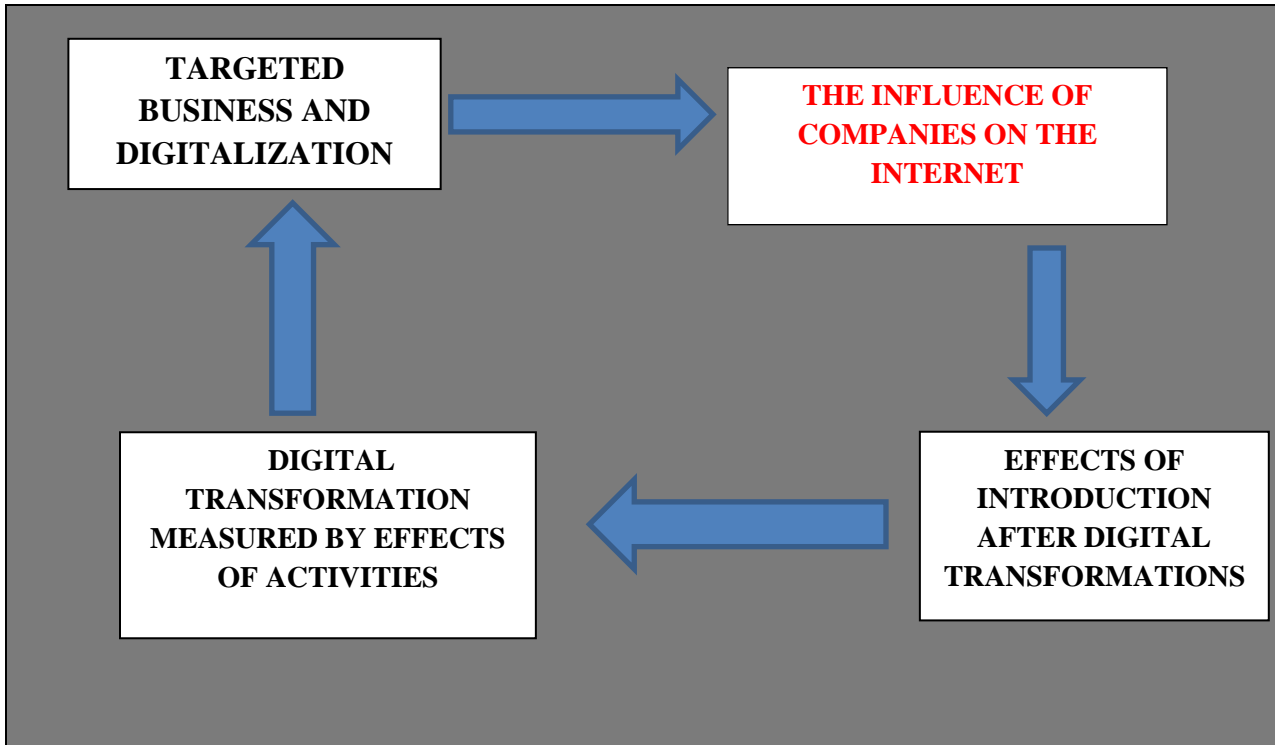 TARGETED
BUSINESS AND
DIGITALIZATION
THE INFLUENCE OF
COMPANIES ON THE
INTERNET
DIGITAL
TRANSFORMATION
MEASURED BY EFFECTS
OF ACTIVITIES
EFFECTS OF
INTRODUCTION
AFTER DIGITAL
TRANSFORMATIONS